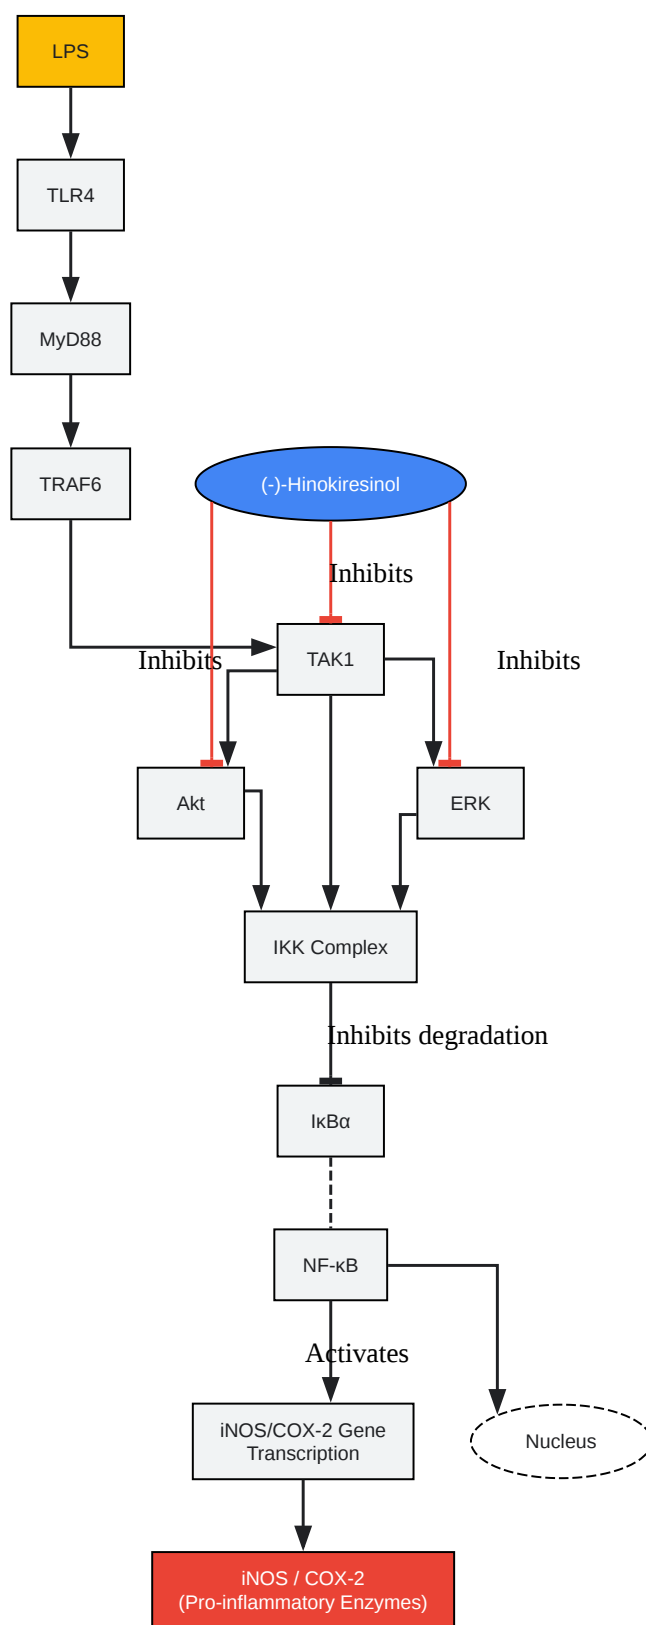 LPS
TLR4
MyD88
TRAF6
(-)-Hinokiresinol
Inhibits
Inhibits
TAK1
Inhibits
Akt
ERK
IKK Complex
Inhibits degradation
IκBα
NF-κB
Activates
iNOS/COX-2 Gene
Transcription
Nucleus
iNOS / COX-2
(Pro-inflammatory Enzymes)